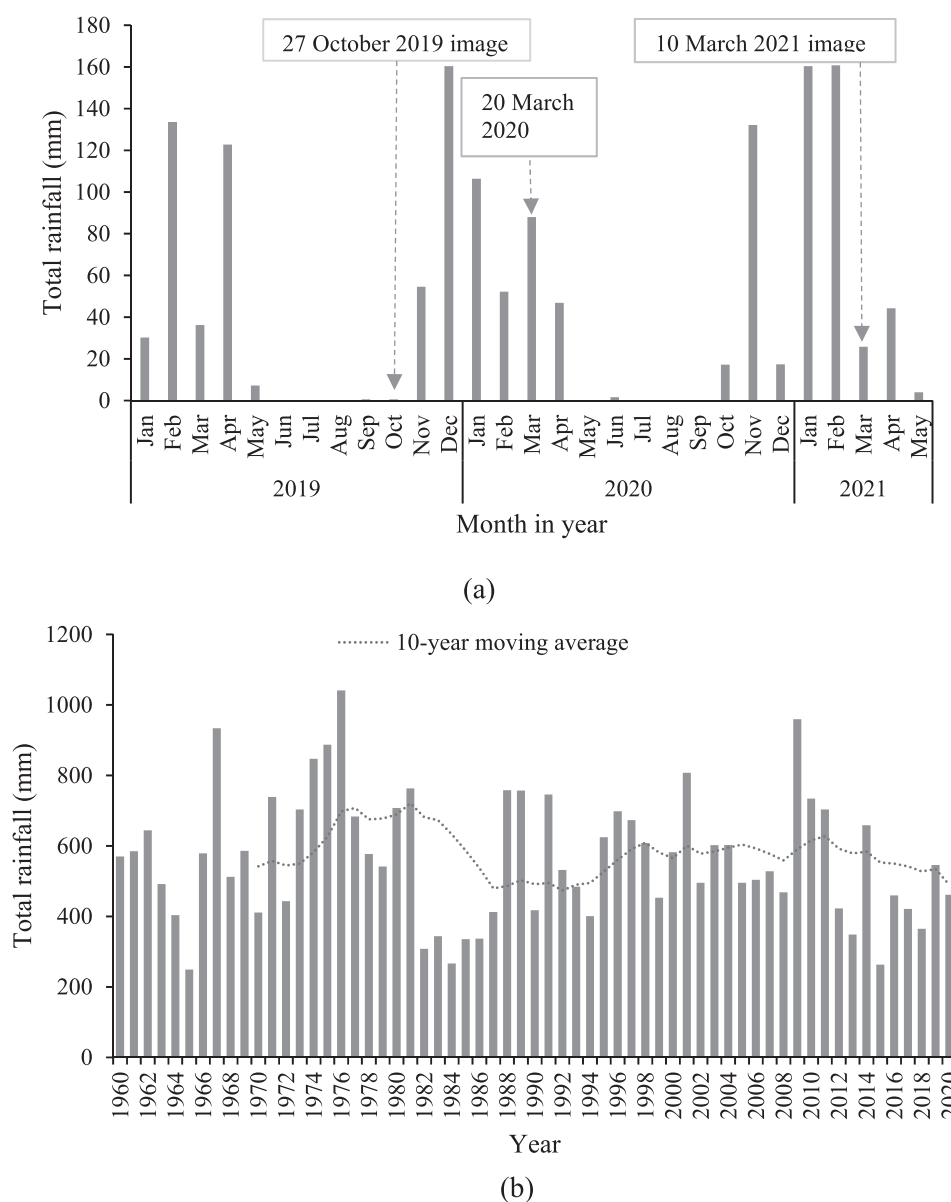 180
160
140
120
100
80
60
40
20
0
Total rainfall (mm)
27 October 2019 image
20 March
2020
10 March 2021 image
Jan Feb Mar Apr May Jun Jul Aug Sep Oct Nov Dec Jan Feb Mar Apr May Jun Jul Aug Sep Oct Nov Dec Jan Feb Mar Apr May
2019 2020 2021
Month in year
(a)
1200
1000
800
600
400
200
0
Total rainfall (mm)
10-year moving average
1960 1962 1964 1966 1968 1970 1972 1974 1976 1978 1980 1982 1984 1986 1988 1990 1992 1994 1996 1998 2000 2002 2004 2006 2008 2010 2012 2014 2016 2018 2020
Year
(b)